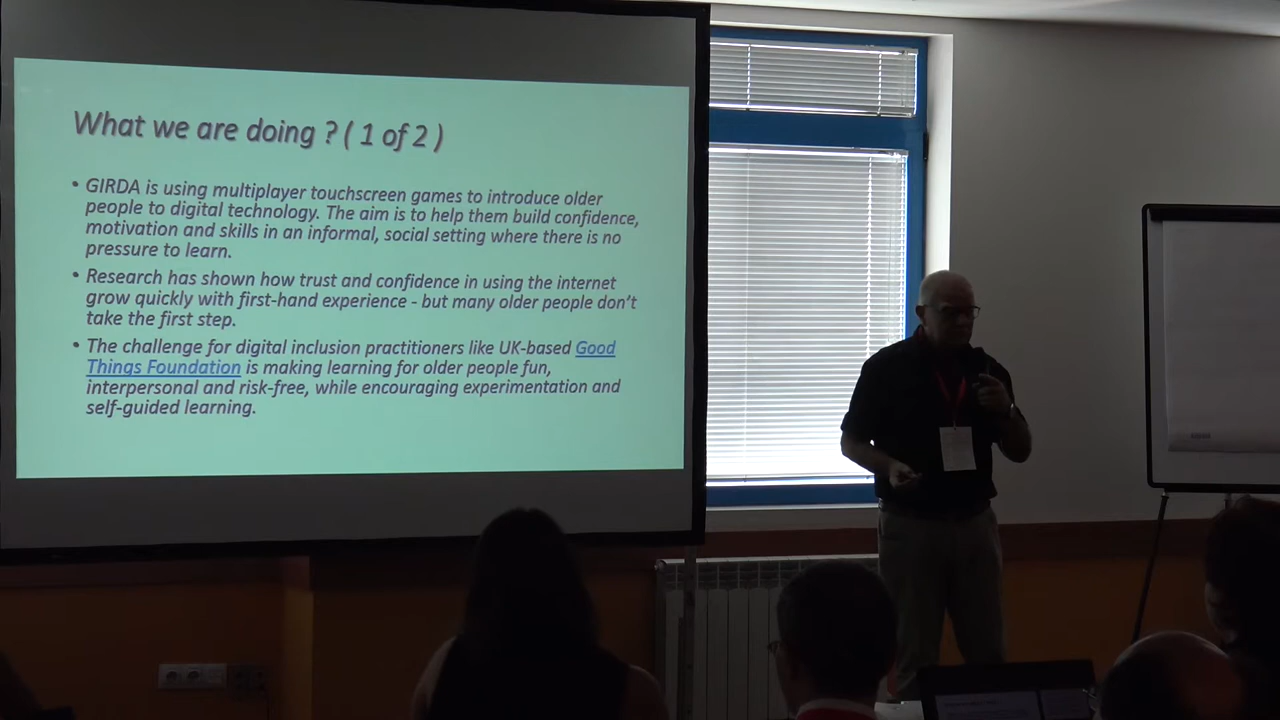 What we are doing ? ( 1 of 2 )
• GIRDA is using multiplayer touchscreen games to introduce older
people to digital technology. The aim is to help them build confidence,
motivation and skills in an informal, social setting where there is no
pressure to learn.
• Research has shown how trust and confidence in using the internet
grow quickly with first-hand experience - but many older people don't
take the first step.
• The challenge for digital inclusion practitioners like UK-based Good
Things Foundation is making learning for older people fun,
interpersonal and risk-free, while encouraging experimentation and
self-guided learning.